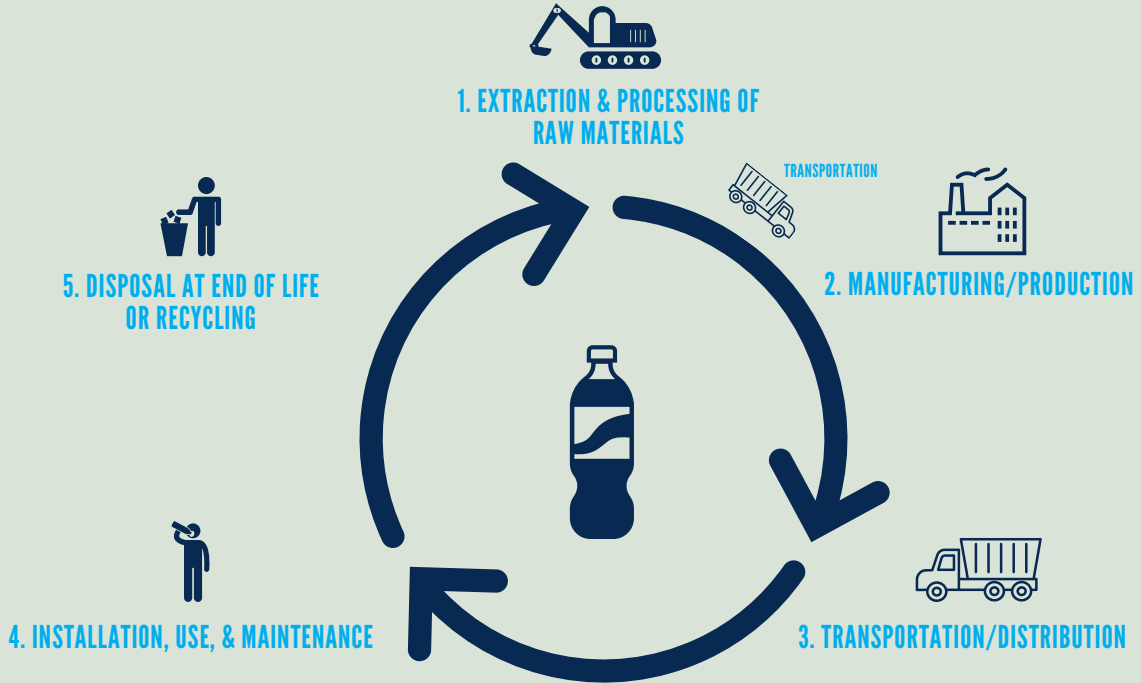 1. EXTRACTION & PROCESSING OF
RAW MATERIALS
TRANSPORTATION
2. MANUFACTURING/PRODUCTION
3. TRANSPORTATION/DISTRIBUTION
4. INSTALLATION, USE, & MAINTENANCE
5. DISPOSAL AT END OF LIFE
OR RECYCLING